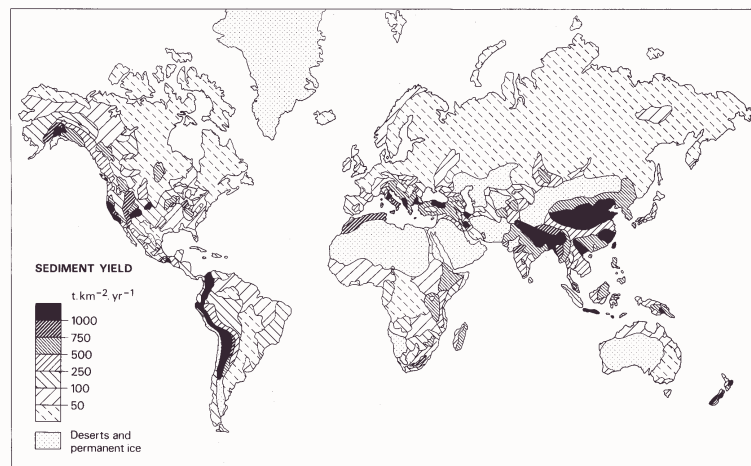 SEDIMENT YIELD
t.km⁻².yr⁻¹
1000
750
500
250
100
50
Deserts and
permanent ice